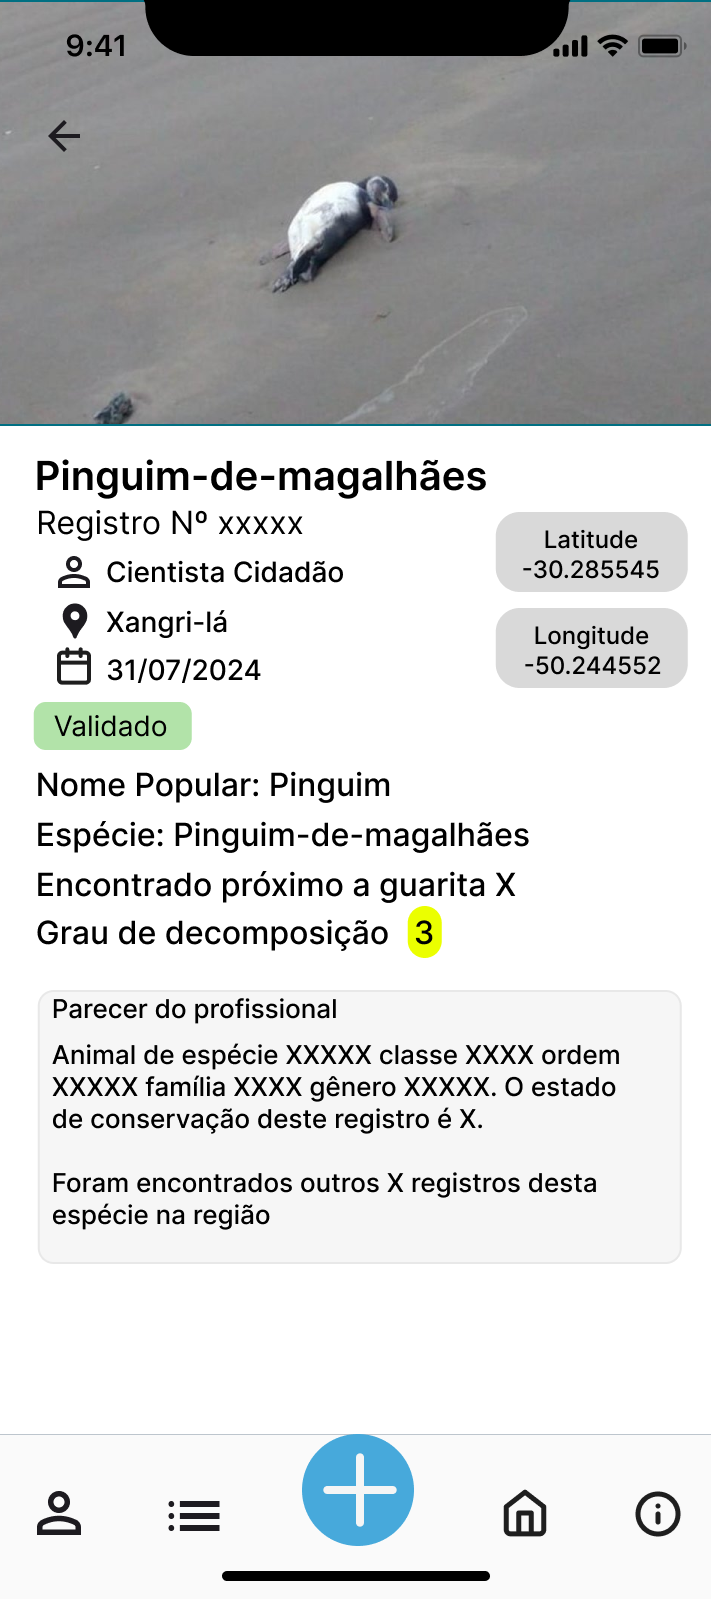 9:41
Pinguim-de-magalhães
Registro Nº xxxxx
Cientista Cidadão
Xangri-lá
31/07/2024
Latitude
-30.285545
Longitude
-50.244552
Validado
Nome Popular: Pinguim
Espécie: Pinguim-de-magalhães
Encontrado próximo a guarita X
Grau de decomposição 3
Parecer do profissional
Animal de espécie XXXXX classe XXXX ordem
XXXXX família XXXX gênero XXXXX. O estado
de conservação deste registro é X.
Foram encontrados outros X registros desta
espécie na região